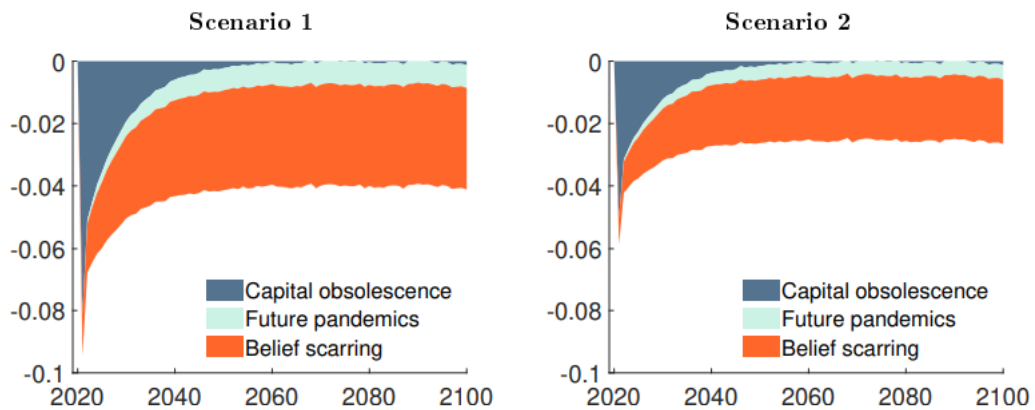 Scenario 1
0
-0.02
-0.04
-0.06
-0.08
-0.1
Capital obsolescence
Future pandemics
Belief scarring
2020 2040 2060 2080 2100
Scenario 2
0
-0.02
-0.04
-0.06
-0.08
-0.1
Capital obsolescence
Future pandemics
Belief scarring
2020 2040 2060 2080 2100